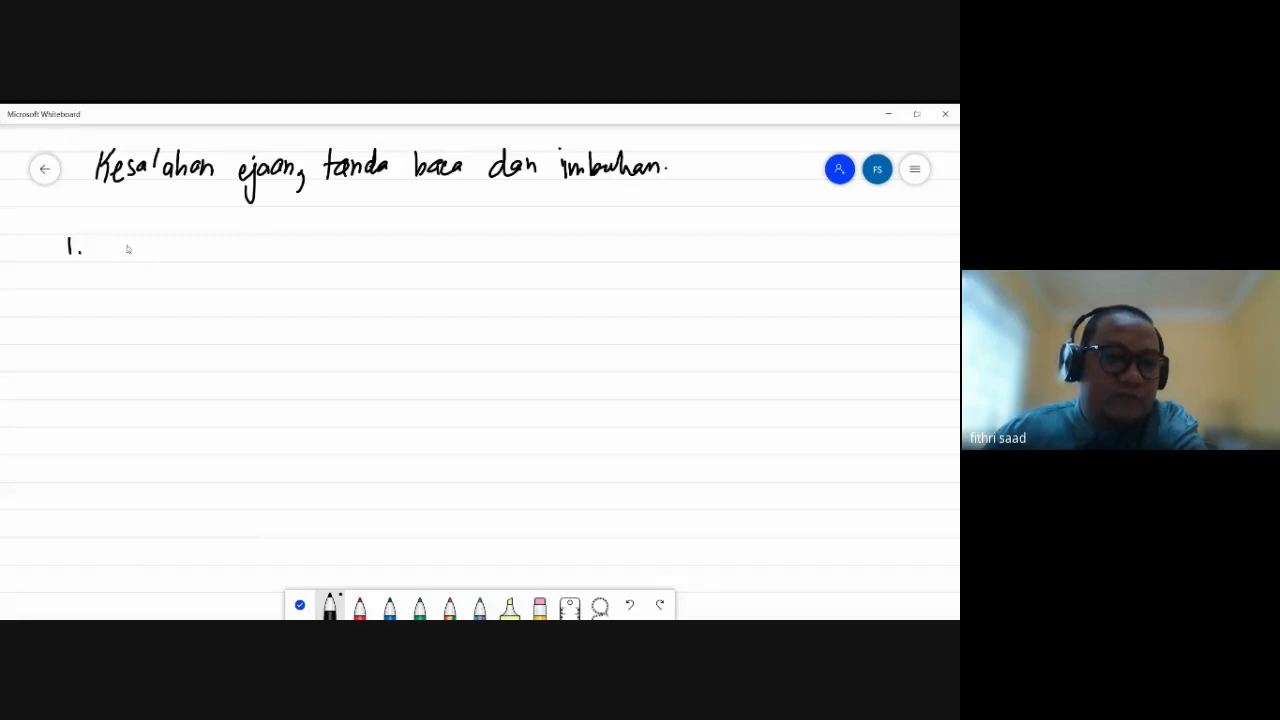 Microsoft Whiteboard
Kesalahan ejaan, tanda baca dan imbuhan.
FS
1.
fithri saad